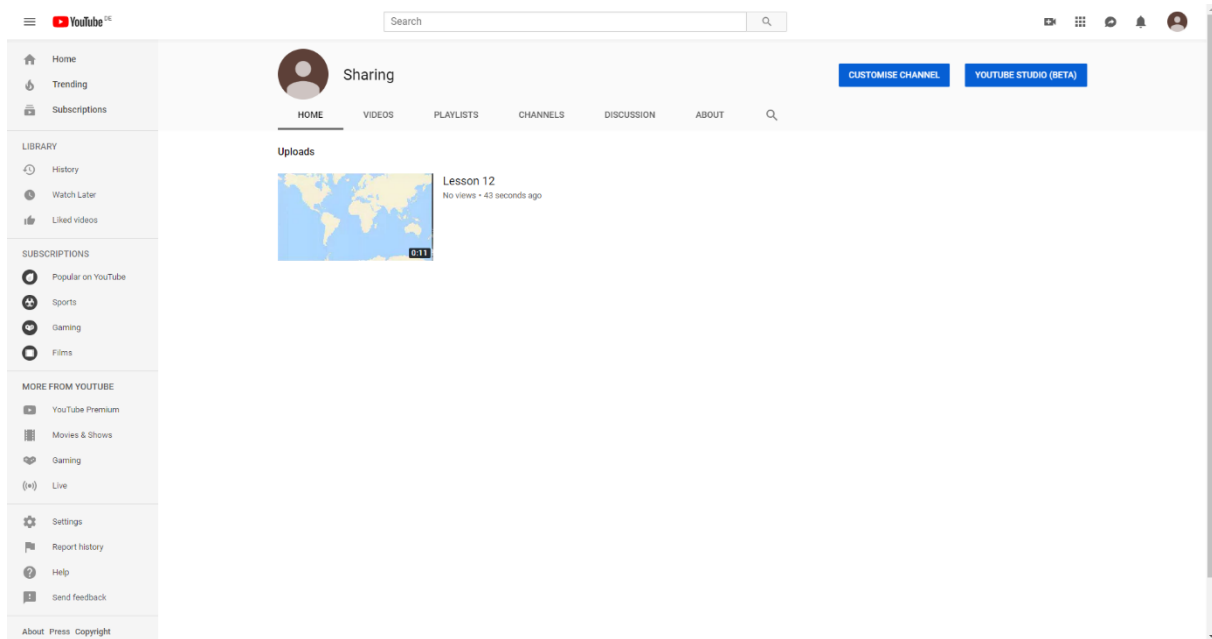 YouTube DE
Search
Home
Trending
Subscriptions
LIBRARY
History
Watch Later
Liked videos
SUBSCRIPTIONS
Popular on YouTube
Sports
Gaming
Films
MORE FROM YOUTUBE
YouTube Premium
Movies & Shows
Gaming
Live
Settings
Report history
Help
Send feedback
About Press Copyright
Sharing
CUSTOMISE CHANNEL YOUTUBE STUDIO (BETA)
HOME VIDEOS PLAYLISTS CHANNELS DISCUSSION ABOUT
Uploads
0:11
Lesson 12
No views • 43 seconds ago